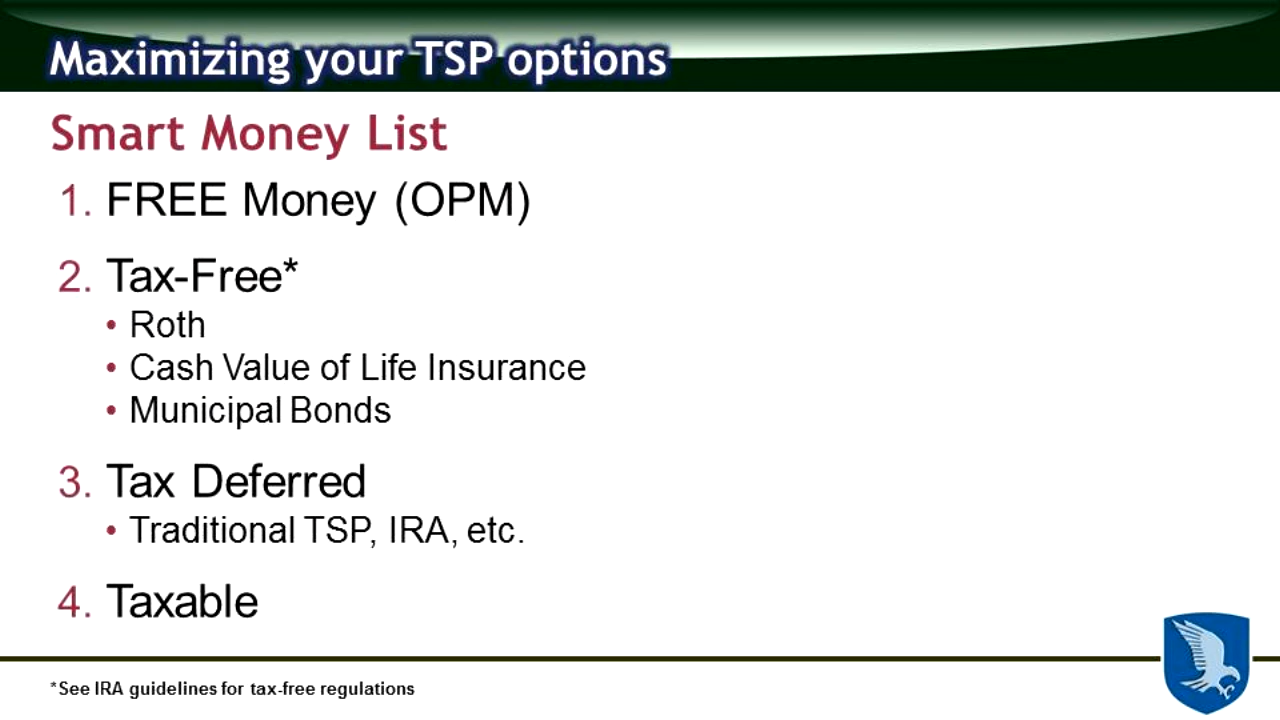 Maximizing your TSP options
Smart Money List
1. FREE Money (OPM)
2. Tax-Free*
• Roth
• Cash Value of Life Insurance
• Municipal Bonds
3. Tax Deferred
• Traditional TSP, IRA, etc.
4. Taxable
*See IRA guidelines for tax-free regulations